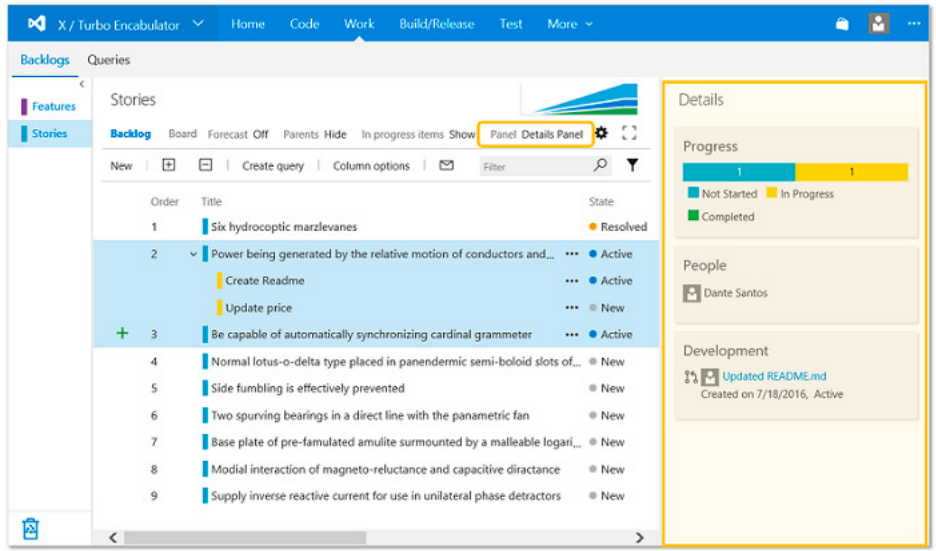 X / Turbo Encabulator Home Code Work Build/Release Test More
Backlogs Queries
Features
Stories
Stories
Backlog Board Forecast Off Parents Hide In progress items Show Panel Details Panel
New Create query Column options Filter
Order Title State
1 Six hydrocoptic marzlevanes Resolved
2 Power being generated by the relative motion of conductors and... Active
Create Readme Active
Update price New
3 Be capable of automatically synchronizing cardinal grammeter Active
4 Normal lotus-o-delta type placed in panendermic semi-boloid slots of... New
5 Side fumbling is effectively prevented New
6 Two spurving bearings in a direct line with the panametric fan New
7 Base plate of pre-famulated amulite surmounted by a malleable logari... New
8 Modial interaction of magneto-reluctance and capacitive diractance New
9 Supply inverse reactive current for use in unilateral phase detractors New
Details
Progress
1 1
Not Started In Progress
Completed
People
Dante Santos
Development
Updated README.md
Created on 7/18/2016, Active